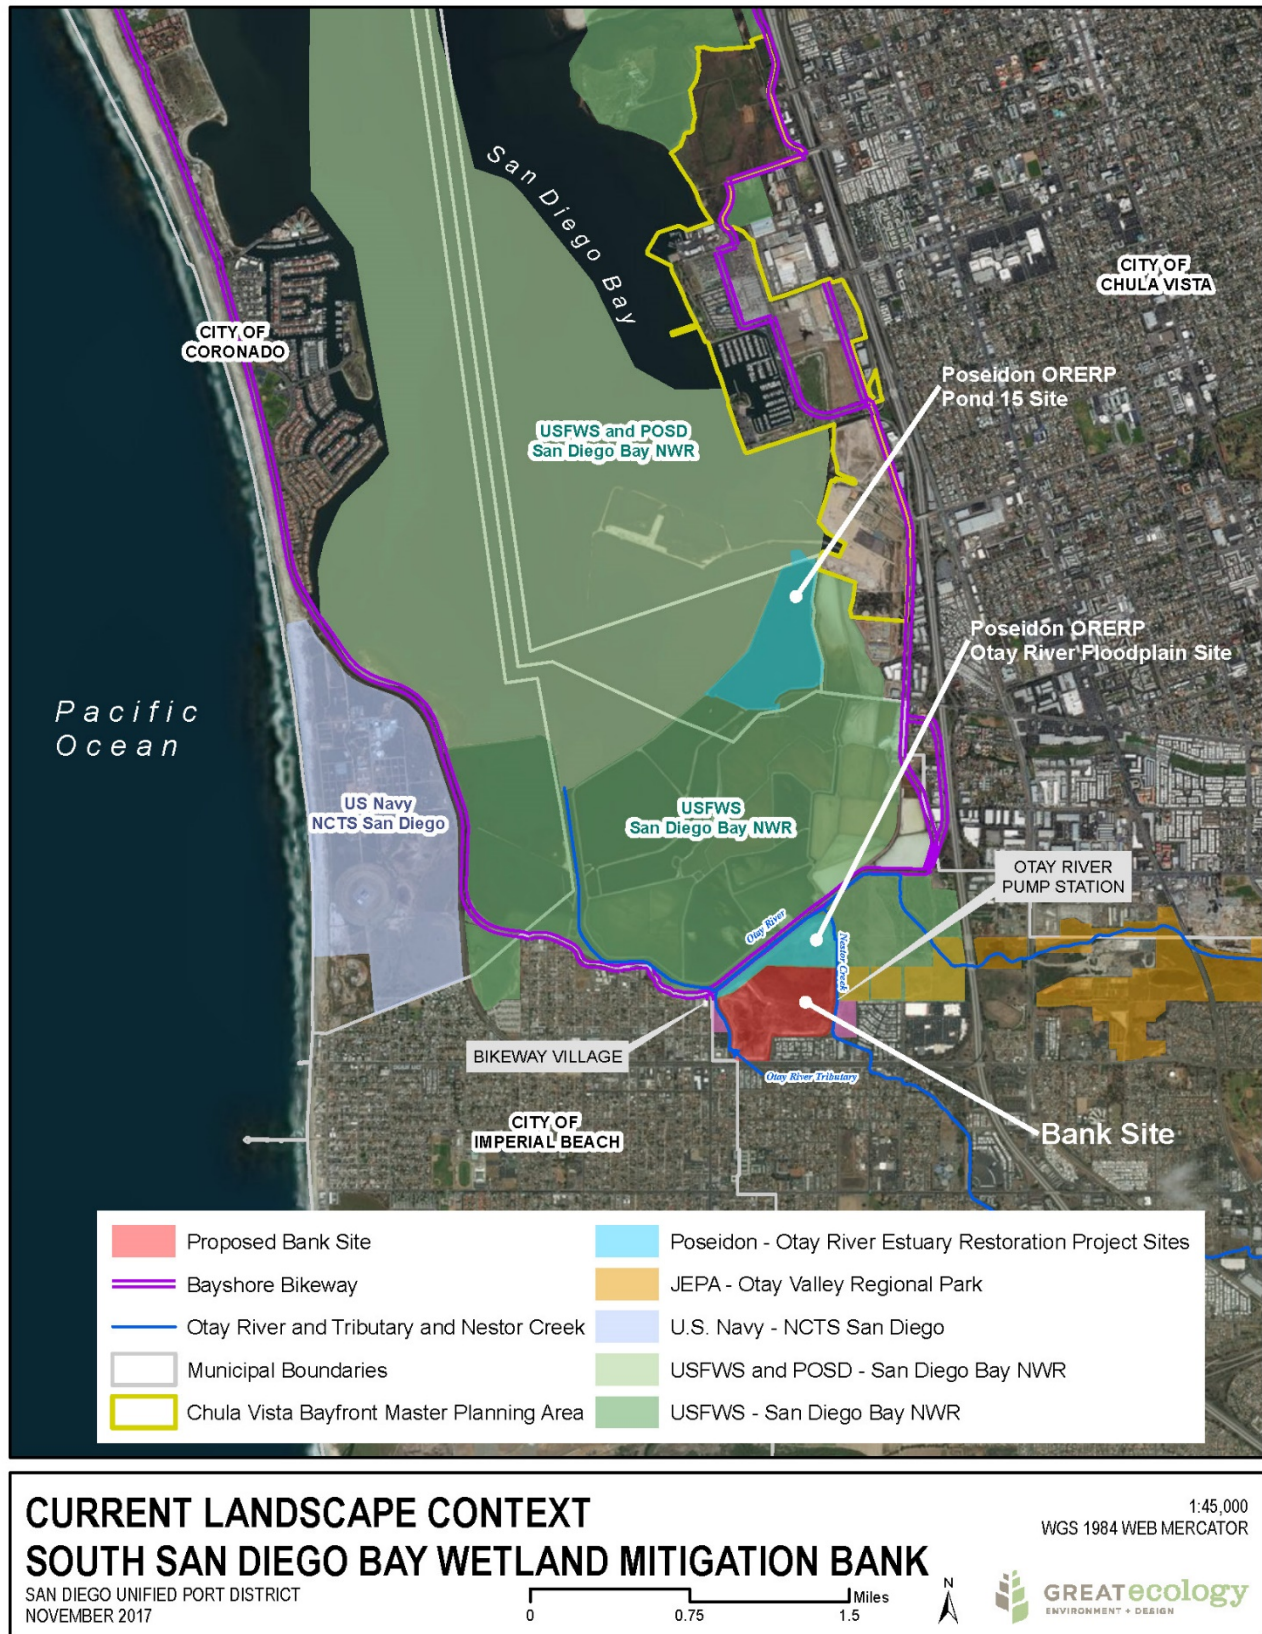 San Diego Bay
CITY OF
CHULA VISTA
CITY OF
CORONADO
Poseidon ORERP
Pond 15 Site
USFWS and POSD
San Diego Bay NWR
Poseidon ORERP
Otay River Floodplain Site
Pacific
Ocean
US Navy
NCTS San Diego
USFWS
San Diego Bay NWR
OTAY RIVER
PUMP STATION
Otay River
Nestor Creek
BIKEWAY VILLAGE
Otay River Tributary
CITY OF
IMPERIAL BEACH
Bank Site
Proposed Bank Site
Bayshore Bikeway
Otay River and Tributary and Nestor Creek
Municipal Boundaries
Chula Vista Bayfront Master Planning Area
Poseidon - Otay River Estuary Restoration Project Sites
JEPA - Otay Valley Regional Park
U.S. Navy - NCTS San Diego
USFWS and POSD - San Diego Bay NWR
USFWS - San Diego Bay NWR
CURRENT LANDSCAPE CONTEXT
SOUTH SAN DIEGO BAY WETLAND MITIGATION BANK
SAN DIEGO UNIFIED PORT DISTRICT
NOVEMBER 2017
Miles
0 0.75 1.5
N
1:45,000
WGS 1984 WEB MERCATOR
GREATecology
ENVIRONMENT + DESIGN